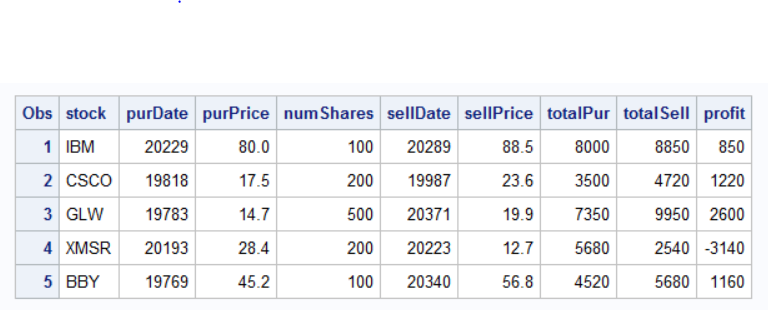 Obs stock purDate purPrice numShares sellDate sellPrice totalPur totalSell profit
1 IBM 20229 80.0 100 20289 88.5 8000 8850 850
2 CSCO 19818 17.5 200 19987 23.6 3500 4720 1220
3 GLW 19783 14.7 500 20371 19.9 7350 9950 2600
4 XMSR 20193 28.4 200 20223 12.7 5680 2540 -3140
5 BBY 19769 45.2 100 20340 56.8 4520 5680 1160